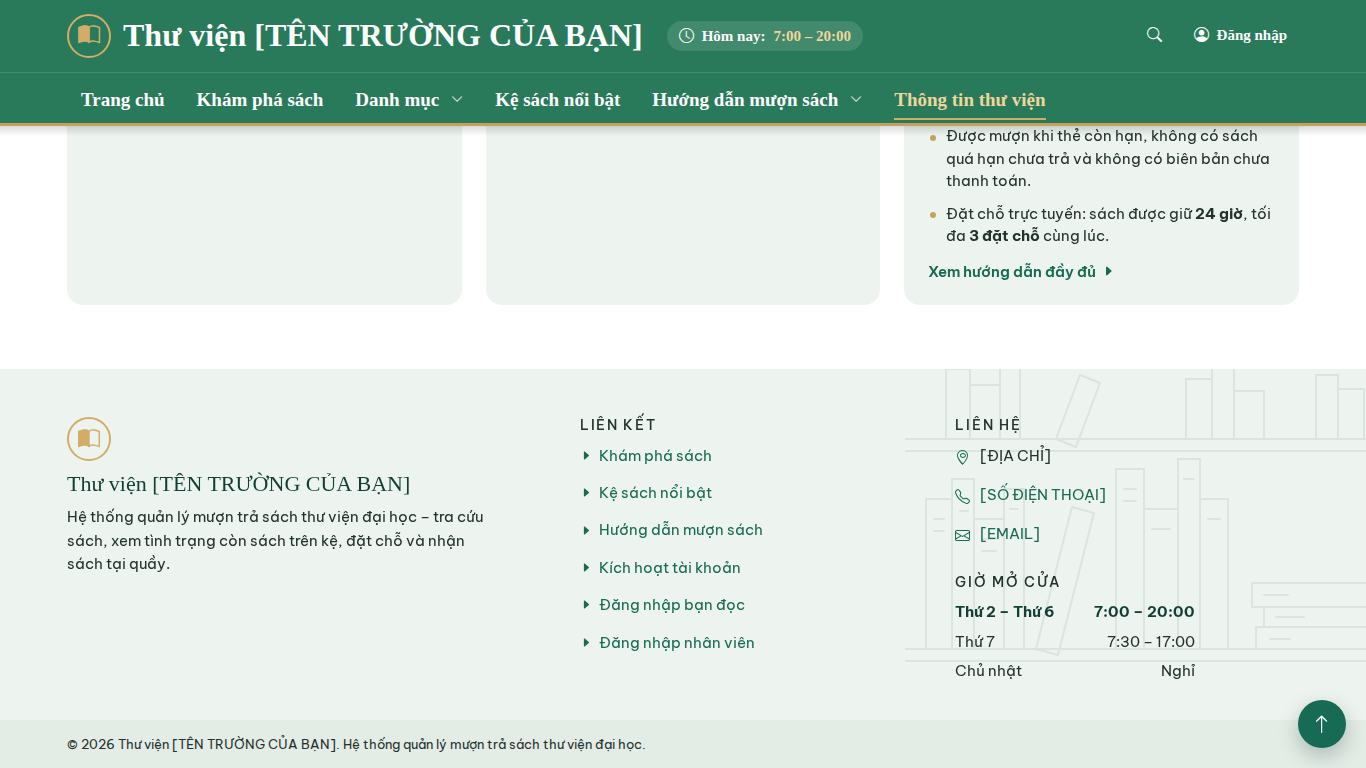 Thư viện [TÊN TRƯỜNG CỦA BẠN]
Hôm nay: 7:00 – 20:00
Đăng nhập
Trang chủ
Khám phá sách
Danh mục
Kệ sách nổi bật
Hướng dẫn mượn sách
Thông tin thư viện
Được mượn khi thẻ còn hạn, không có sách
quá hạn chưa trả và không có biên bản chưa
thanh toán.
Đặt chỗ trực tuyến: sách được giữ 24 giờ, tối
đa 3 đặt chỗ cùng lúc.
Xem hướng dẫn đầy đủ
Thư viện [TÊN TRƯỜNG CỦA BẠN]
Hệ thống quản lý mượn trả sách thư viện đại học – tra cứu
sách, xem tình trạng còn sách trên kệ, đặt chỗ và nhận
sách tại quầy.
LIÊN KẾT
Khám phá sách
Kệ sách nổi bật
Hướng dẫn mượn sách
Kích hoạt tài khoản
Đăng nhập bạn đọc
Đăng nhập nhân viên
LIÊN HỆ
[ĐỊA CHỈ]
[SỐ ĐIỆN THOẠI]
[EMAIL]
GIỜ MỞ CỬA
Thứ 2 – Thứ 6 7:00 – 20:00
Thứ 7 7:30 – 17:00
Chủ nhật Nghỉ
© 2026 Thư viện [TÊN TRƯỜNG CỦA BẠN]. Hệ thống quản lý mượn trả sách thư viện đại học.